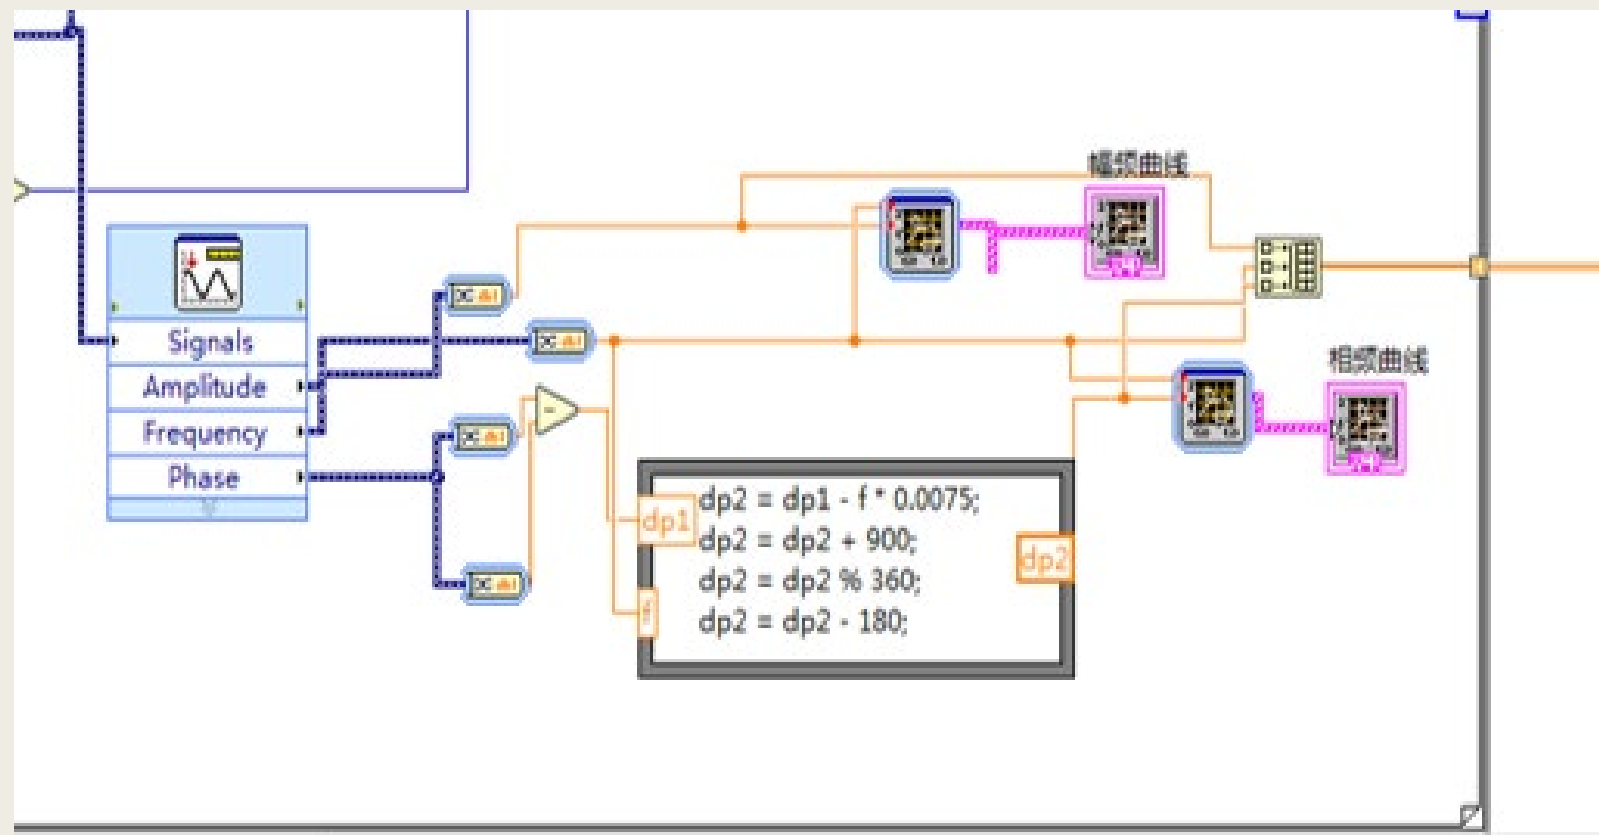 幅频曲线
Signals
Amplitude
Frequency
Phase
相频曲线
dp1
dp2 = dp1 - f * 0.0075;
dp2 = dp2 + 900;
dp2 = dp2 % 360;
dp2 = dp2 - 180;
dp2